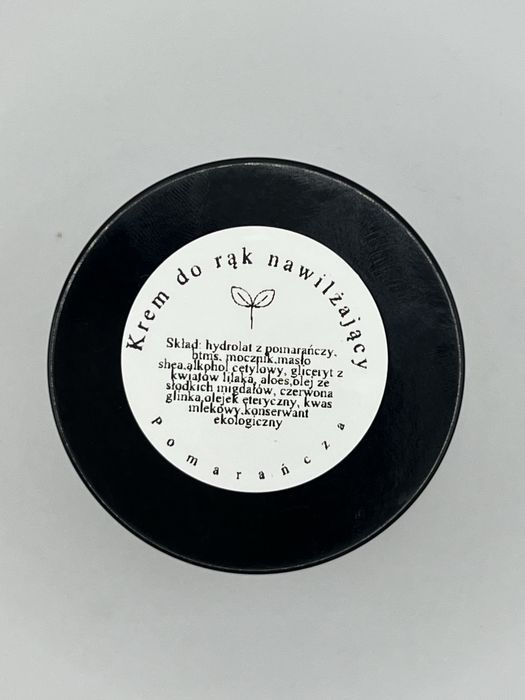 Krem do rąk nawilżający
Skład: hydrolat z pomarańczy,
btms, mocznik,masło
shea,alkohol cetylowy, gliceryt z
kwiatów lilaka, aloes,olej ze
słodkich migdałów, czerwona
glinka,olejek eteryczny, kwas
mlekowy,konserwant
ekologiczny
Pomarańcza